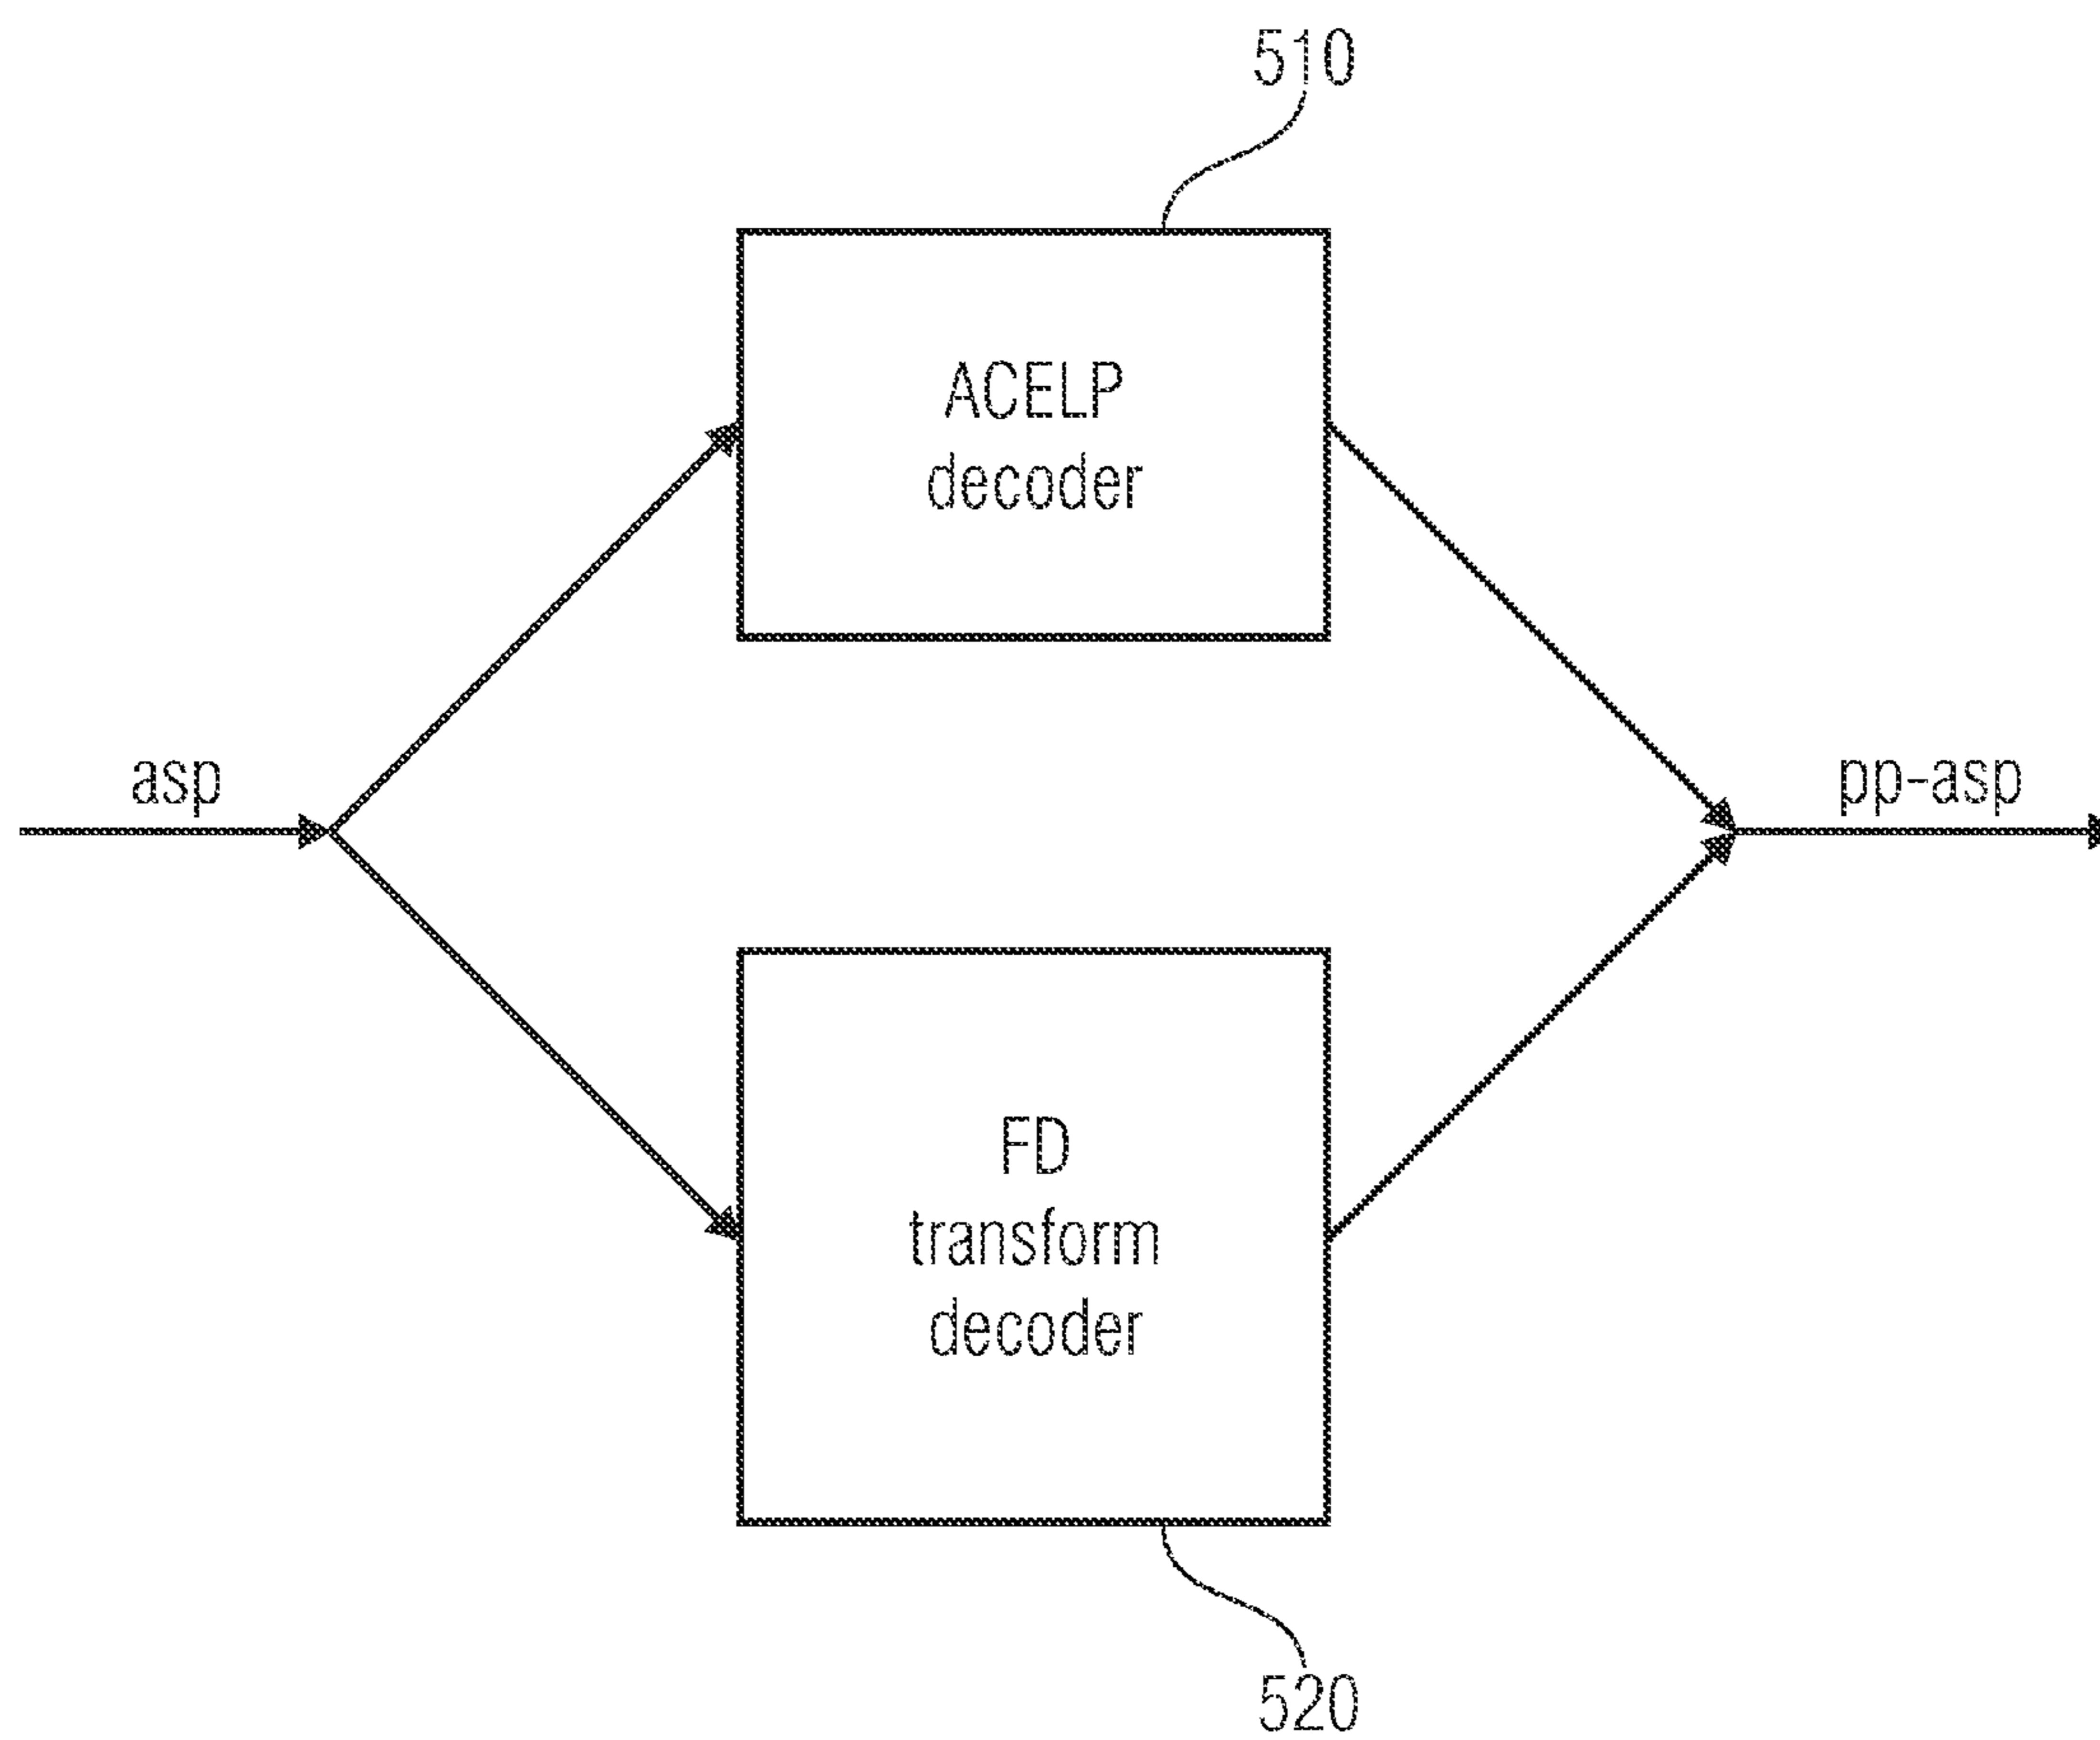 510
ACELP
decoder
asp
pp-asp
FD
transform
decoder
520